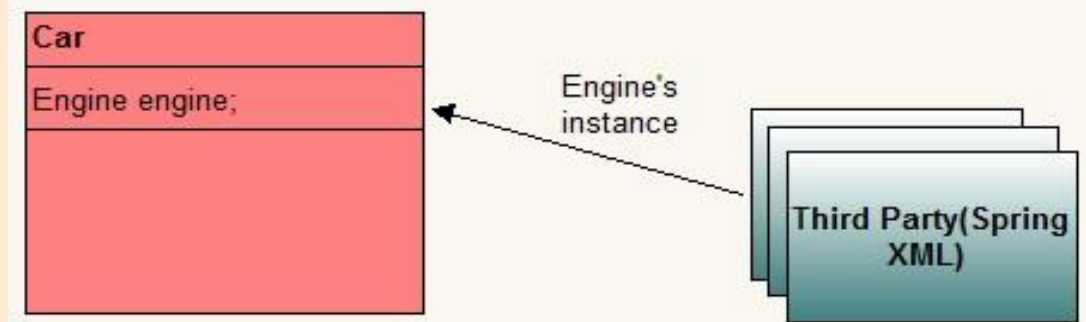 Car
Engine engine;
Engine's
instance
Third Party(Spring
XML)